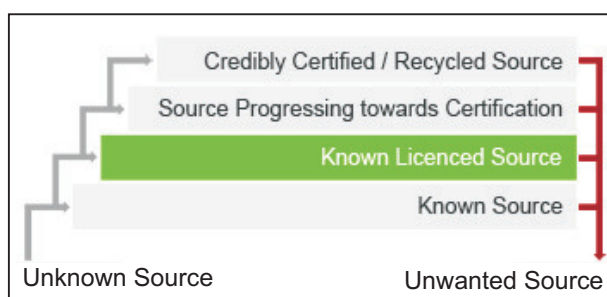 Credibly Certified / Recycled Source
Source Progressing towards Certification
Known Licenced Source
Known Source
Unknown Source
Unwanted Source